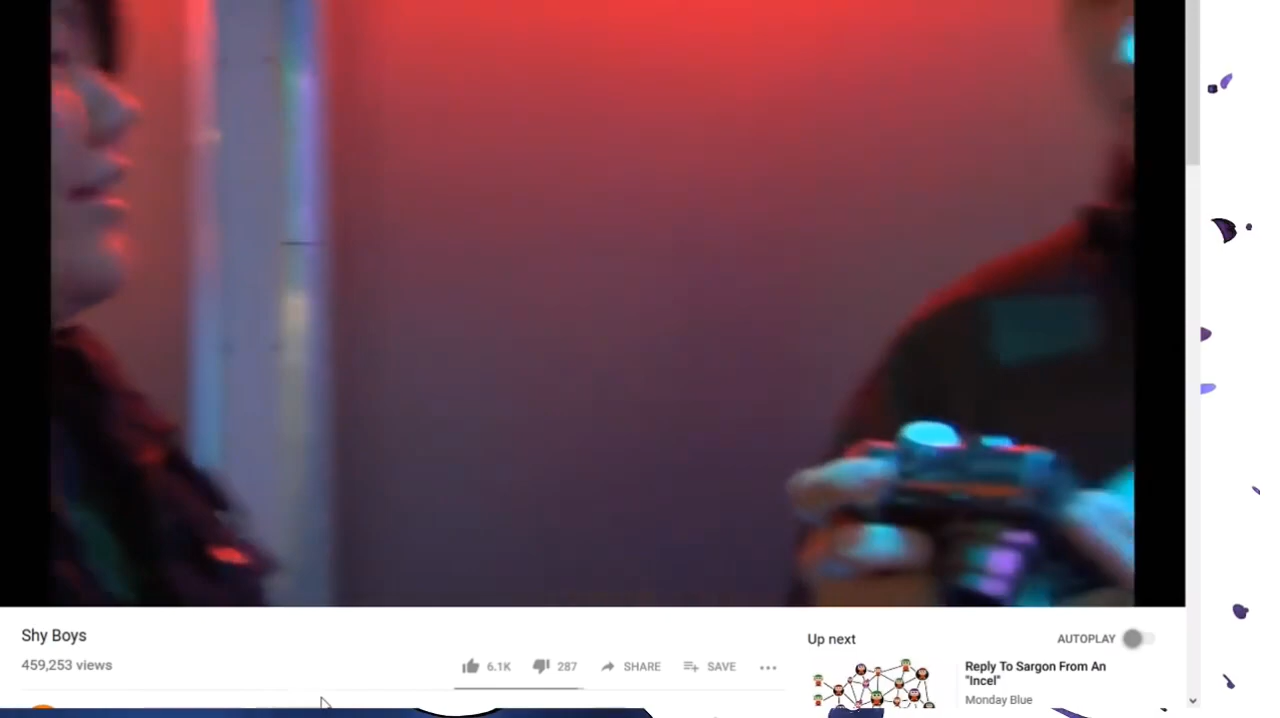 Shy Boys
459,253 views
6.1K 287 SHARE SAVE
Up next AUTOPLAY
Reply To Sargon From An
"Incel"
Monday Blue